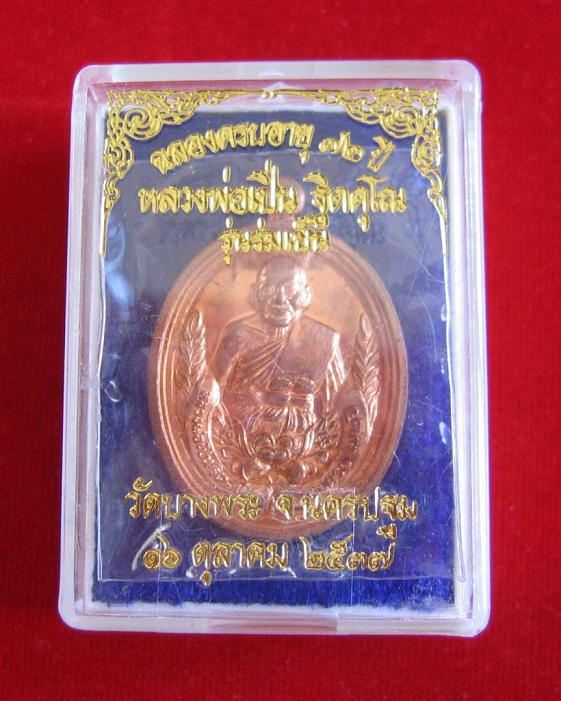 ฉลองครบอายุ ๗๒ ปี
หลวงพ่อเปิ่น ฐิตคุโณ
รุ่นร่มเย็น
วัดบางพระ จ.นครปฐม
๑๖ ตุลาคม ๒๕๓๗